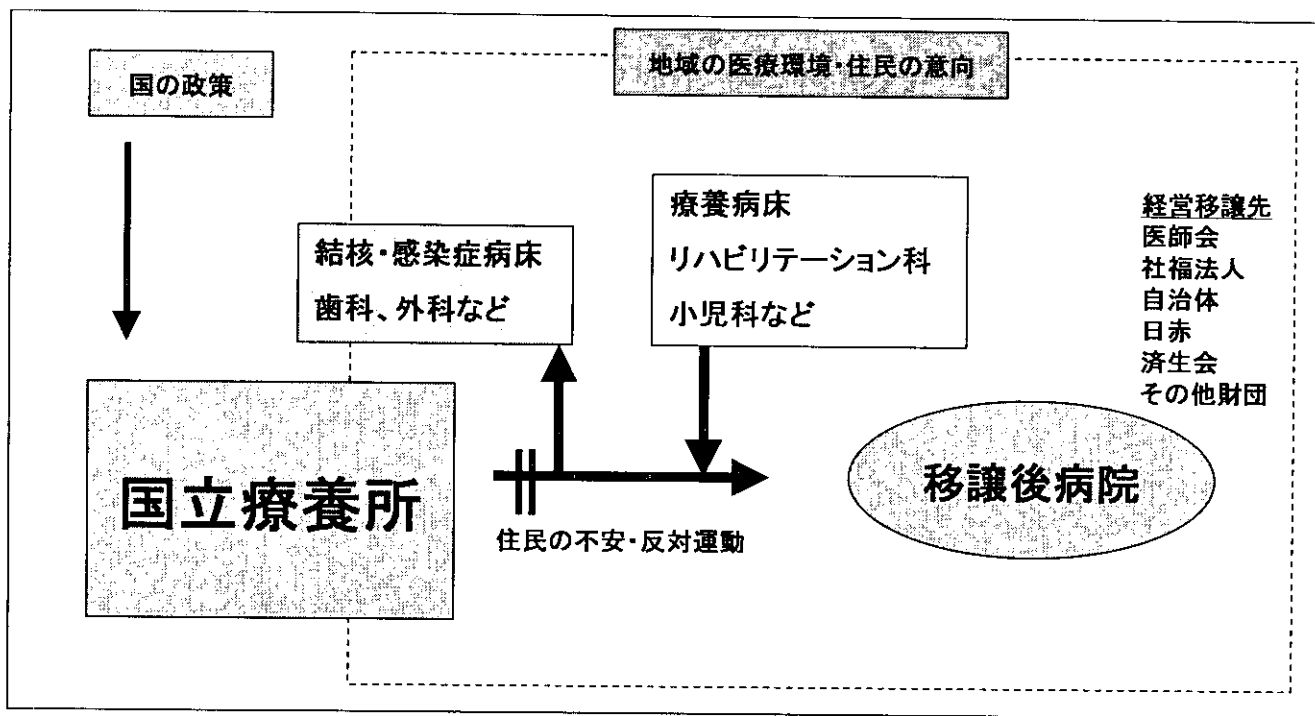 国の政策
地域の医療環境・住民の意向
結核・感染症病床
歯科、外科など
療養病床
リハビリテーション科
小児科など
経営移譲先
医師会
社福法人
自治体
日赤
済生会
その他財団
国立療養所
住民の不安・反対運動
移譲後病院